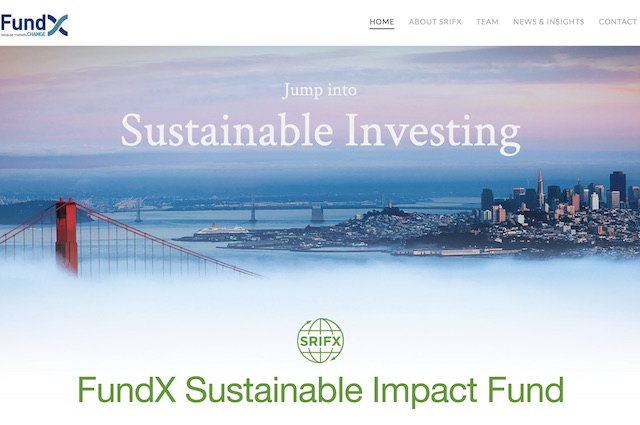 FundX
because markets CHANGE
HOME ABOUT SRIFX TEAM NEWS & INSIGHTS CONTACT
Jump into
Sustainable Investing
SRIFX
FundX Sustainable Impact Fund